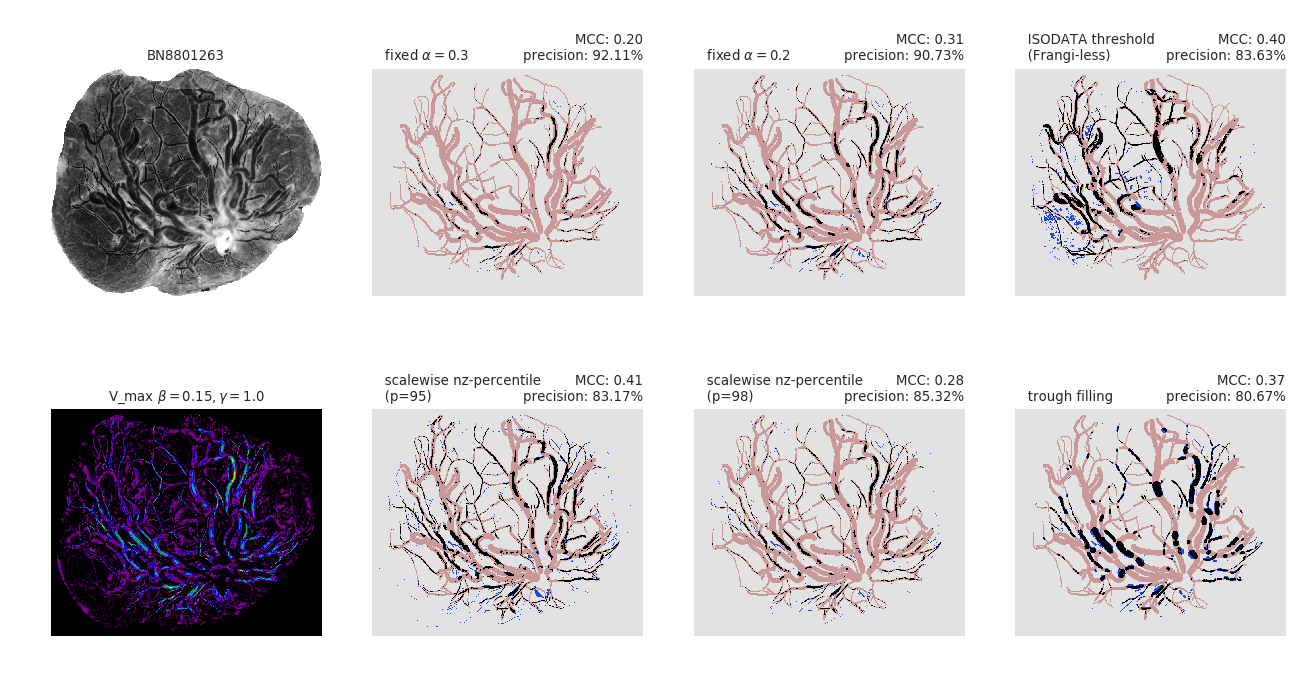 BN8801263
MCC: 0.20
fixed α = 0.3 precision: 92.11%
MCC: 0.31
fixed α = 0.2 precision: 90.73%
ISODATA threshold MCC: 0.40
(Frangi-less) precision: 83.63%
V_max β = 0.15, γ = 1.0
scalewise nz-percentile MCC: 0.41
(p=95) precision: 83.17%
scalewise nz-percentile MCC: 0.28
(p=98) precision: 85.32%
MCC: 0.37
trough filling precision: 80.67%